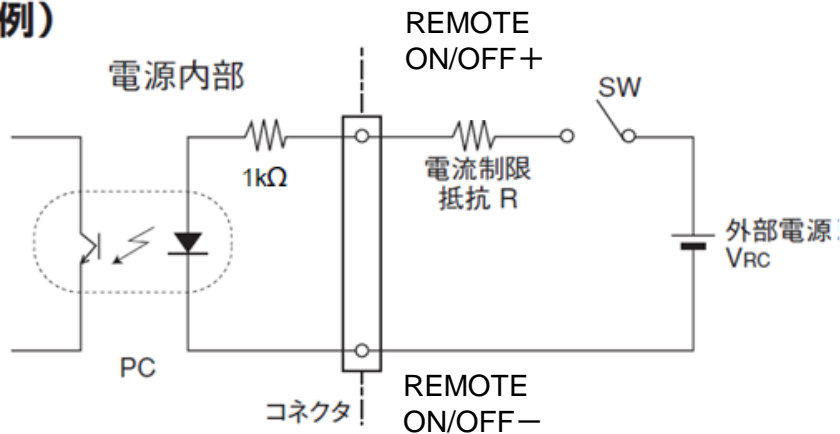 例）
REMOTE
ON/OFF＋
電源内部
SW
1kΩ
電流制限
抵抗 R
外部電源
VRC
PC
コネクタ
REMOTE
ON/OFF－